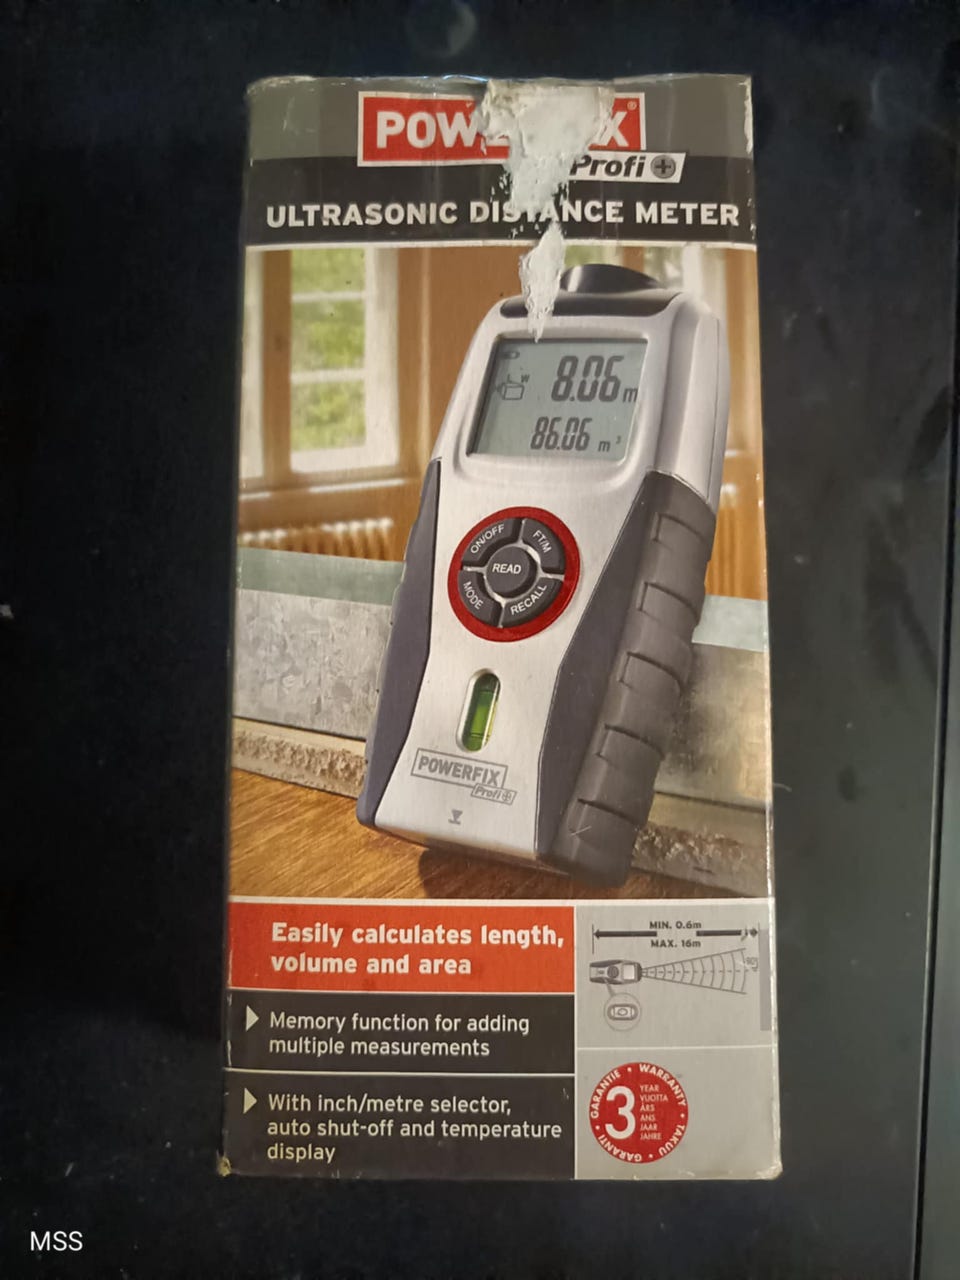 POWERFIX®
Profi+
ULTRASONIC DISTANCE METER
L W
8.06 m
86.06 m³
ON/OFF
FT/M
READ
MODE
RECALL
POWERFIX
Profi+
Easily calculates length,
volume and area
Memory function for adding
multiple measurements
With inch/metre selector,
auto shut-off and temperature
display
MIN. 0.6m
MAX. 16m
GARANTIE • WARRANTY • TAKUU • GARANTI •
3
YEAR
VUOTTA
ÅRS
ANS
JAAR
JAHRE
MSS